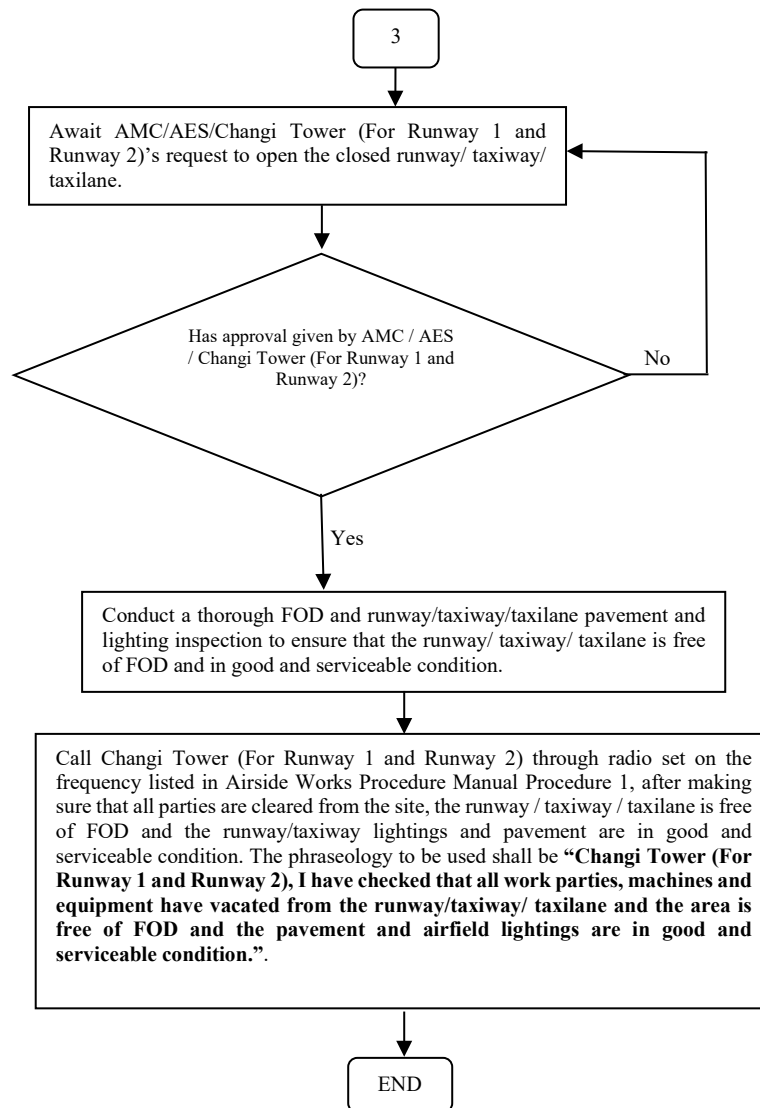 3
Await AMC/AES/Changi Tower (For Runway 1 and
Runway 2)’s request to open the closed runway/ taxiway/
taxilane.
Has approval given by AMC / AES
/ Changi Tower (For Runway 1 and
Runway 2)?
No
Yes
Conduct a thorough FOD and runway/taxiway/taxilane pavement and
lighting inspection to ensure that the runway/ taxiway/ taxilane is free
of FOD and in good and serviceable condition.
Call Changi Tower (For Runway 1 and Runway 2) through radio set on the
frequency listed in Airside Works Procedure Manual Procedure 1, after making
sure that all parties are cleared from the site, the runway / taxiway / taxilane is free
of FOD and the runway/taxiway lightings and pavement are in good and
serviceable condition. The phraseology to be used shall be “Changi Tower (For
Runway 1 and Runway 2), I have checked that all work parties, machines and
equipment have vacated from the runway/taxiway/ taxilane and the area is
free of FOD and the pavement and airfield lightings are in good and
serviceable condition.”.
END